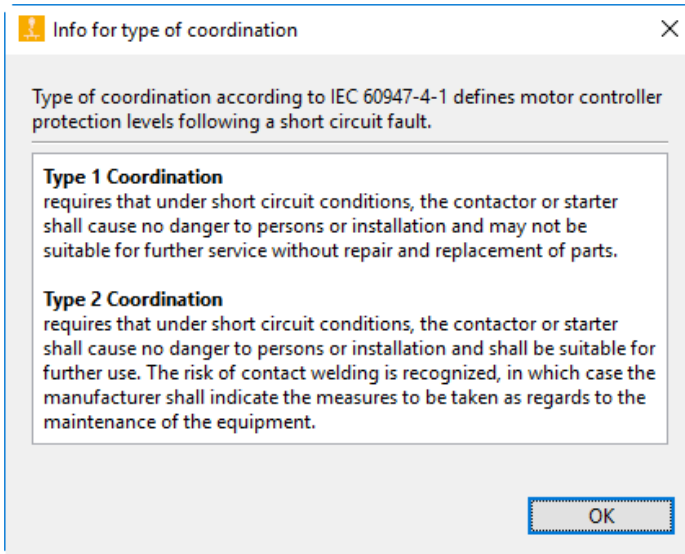 Info for type of coordination
Type of coordination according to IEC 60947-4-1 defines motor controller
protection levels following a short circuit fault.
Type 1 Coordination
requires that under short circuit conditions, the contactor or starter
shall cause no danger to persons or installation and may not be
suitable for further service without repair and replacement of parts.
Type 2 Coordination
requires that under short circuit conditions, the contactor or starter
shall cause no danger to persons or installation and shall be suitable for
further use. The risk of contact welding is recognized, in which case the
manufacturer shall indicate the measures to be taken as regards to the
maintenance of the equipment.
OK